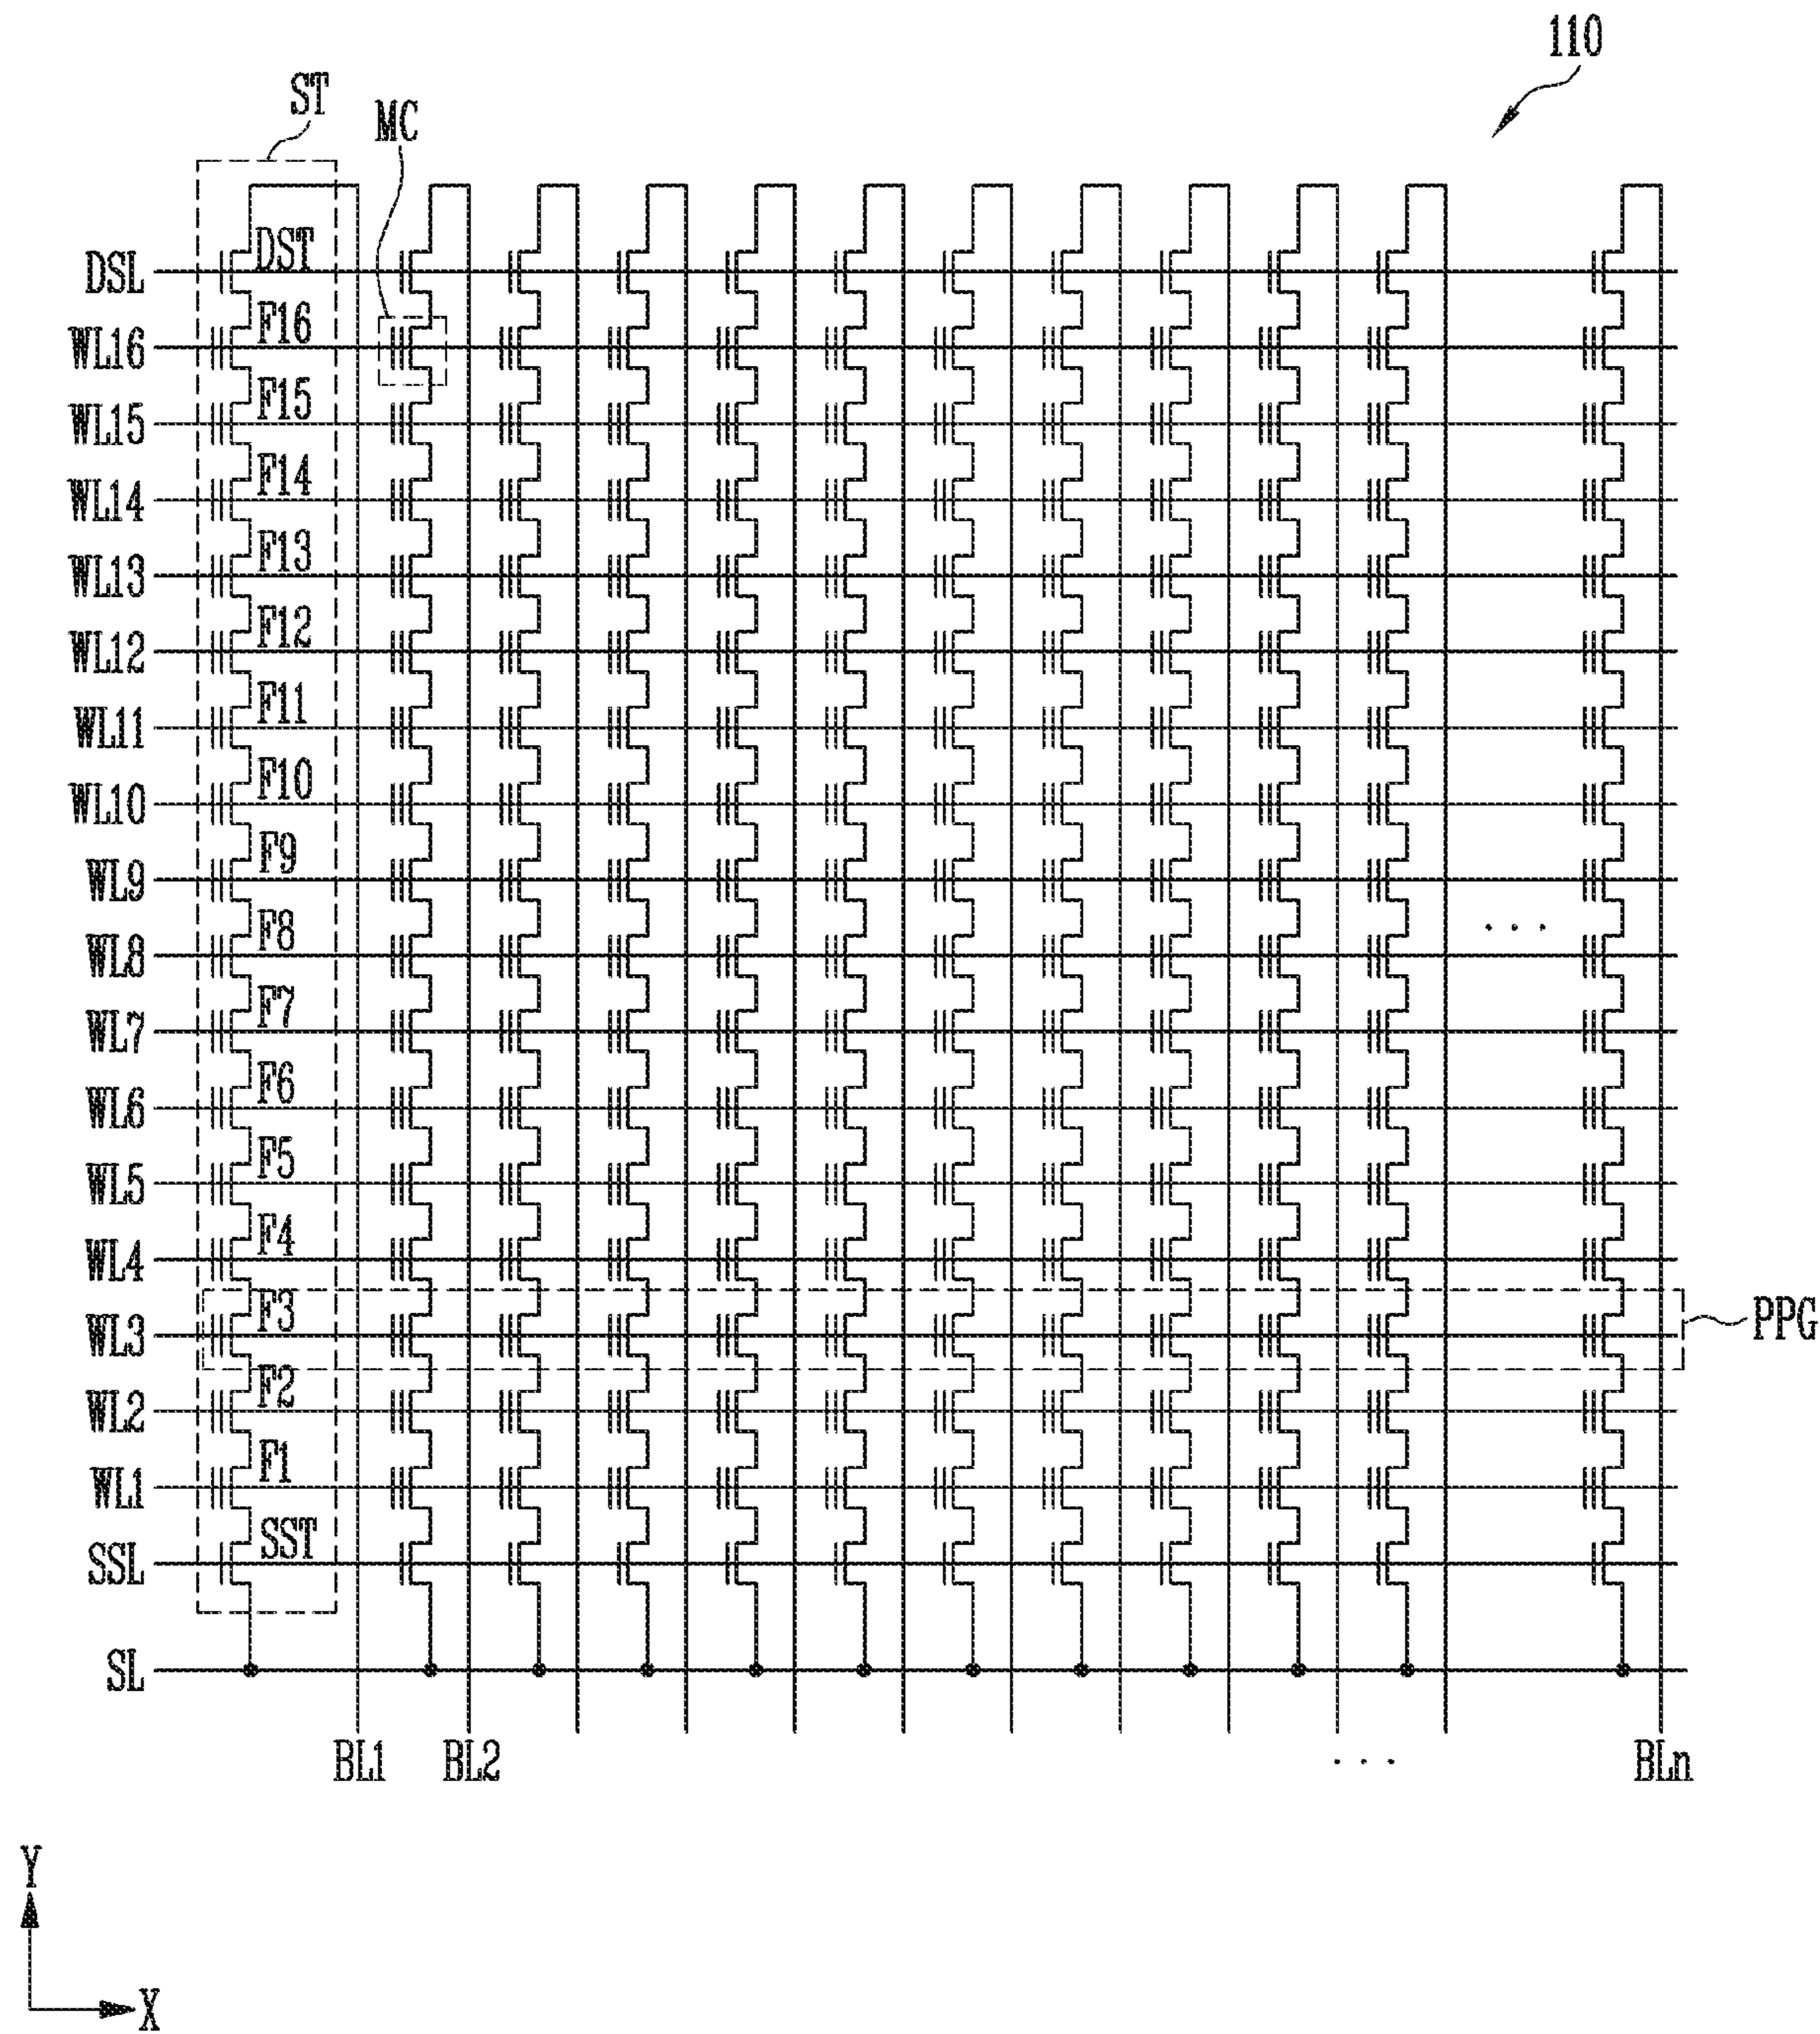 110
ST
MC
DSL DST
WL16 F16
WL15 F15
WL14 F14
WL13 F13
WL12 F12
WL11 F11
WL10 F10
WL9 F9
WL8 F8 . . .
WL7 F7
WL6 F6
WL5 F5
WL4 F4
WL3 F3 PPG
WL2 F2
WL1 F1
SSL SST
SL
BL1 BL2 . . . BLn
Y
X